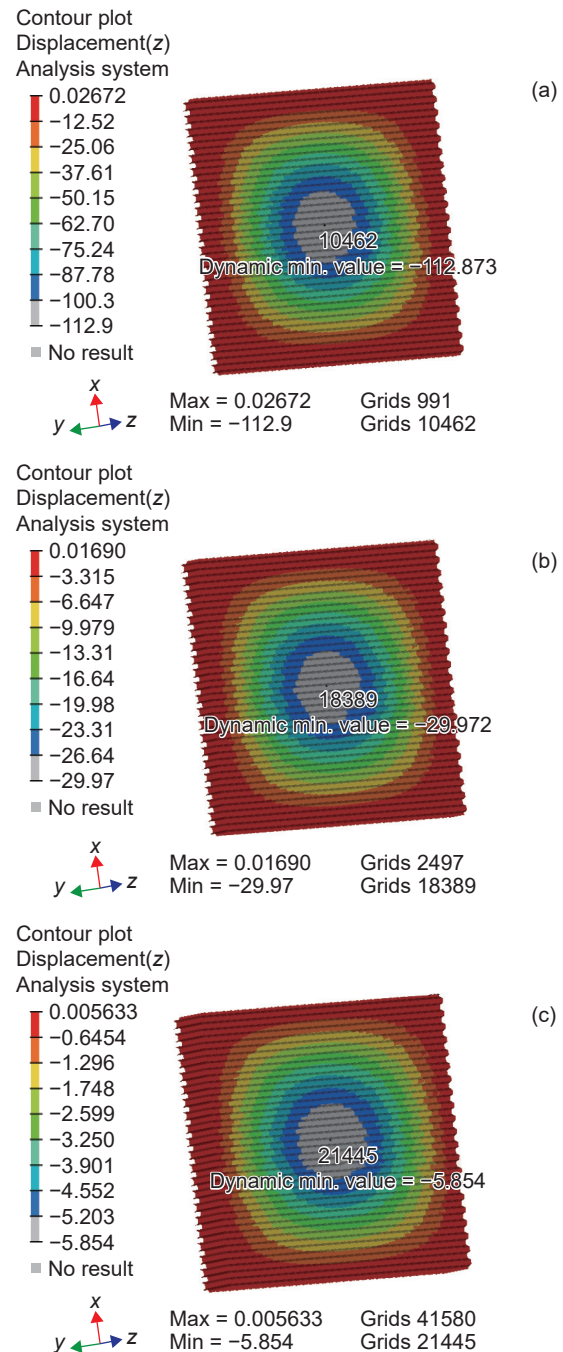 Contour plot
Displacement(z)
Analysis system
(a)
0.02672
−12.52
−25.06
−37.61
−50.15
−62.70
−75.24
−87.78
−100.3
−112.9
No result
10462
Dynamic min. value = −112.873
x
y z
Max = 0.02672 Grids 991
Min = −112.9 Grids 10462
Contour plot
Displacement(z)
Analysis system
(b)
0.01690
−3.315
−6.647
−9.979
−13.31
−16.64
−19.98
−23.31
−26.64
−29.97
No result
18389
Dynamic min. value = −29.972
x
y z
Max = 0.01690 Grids 2497
Min = −29.97 Grids 18389
Contour plot
Displacement(z)
Analysis system
(c)
0.005633
−0.6454
−1.296
−1.748
−2.599
−3.250
−3.901
−4.552
−5.203
−5.854
No result
21445
Dynamic min. value = −5.854
x
y z
Max = 0.005633 Grids 41580
Min = −5.854 Grids 21445